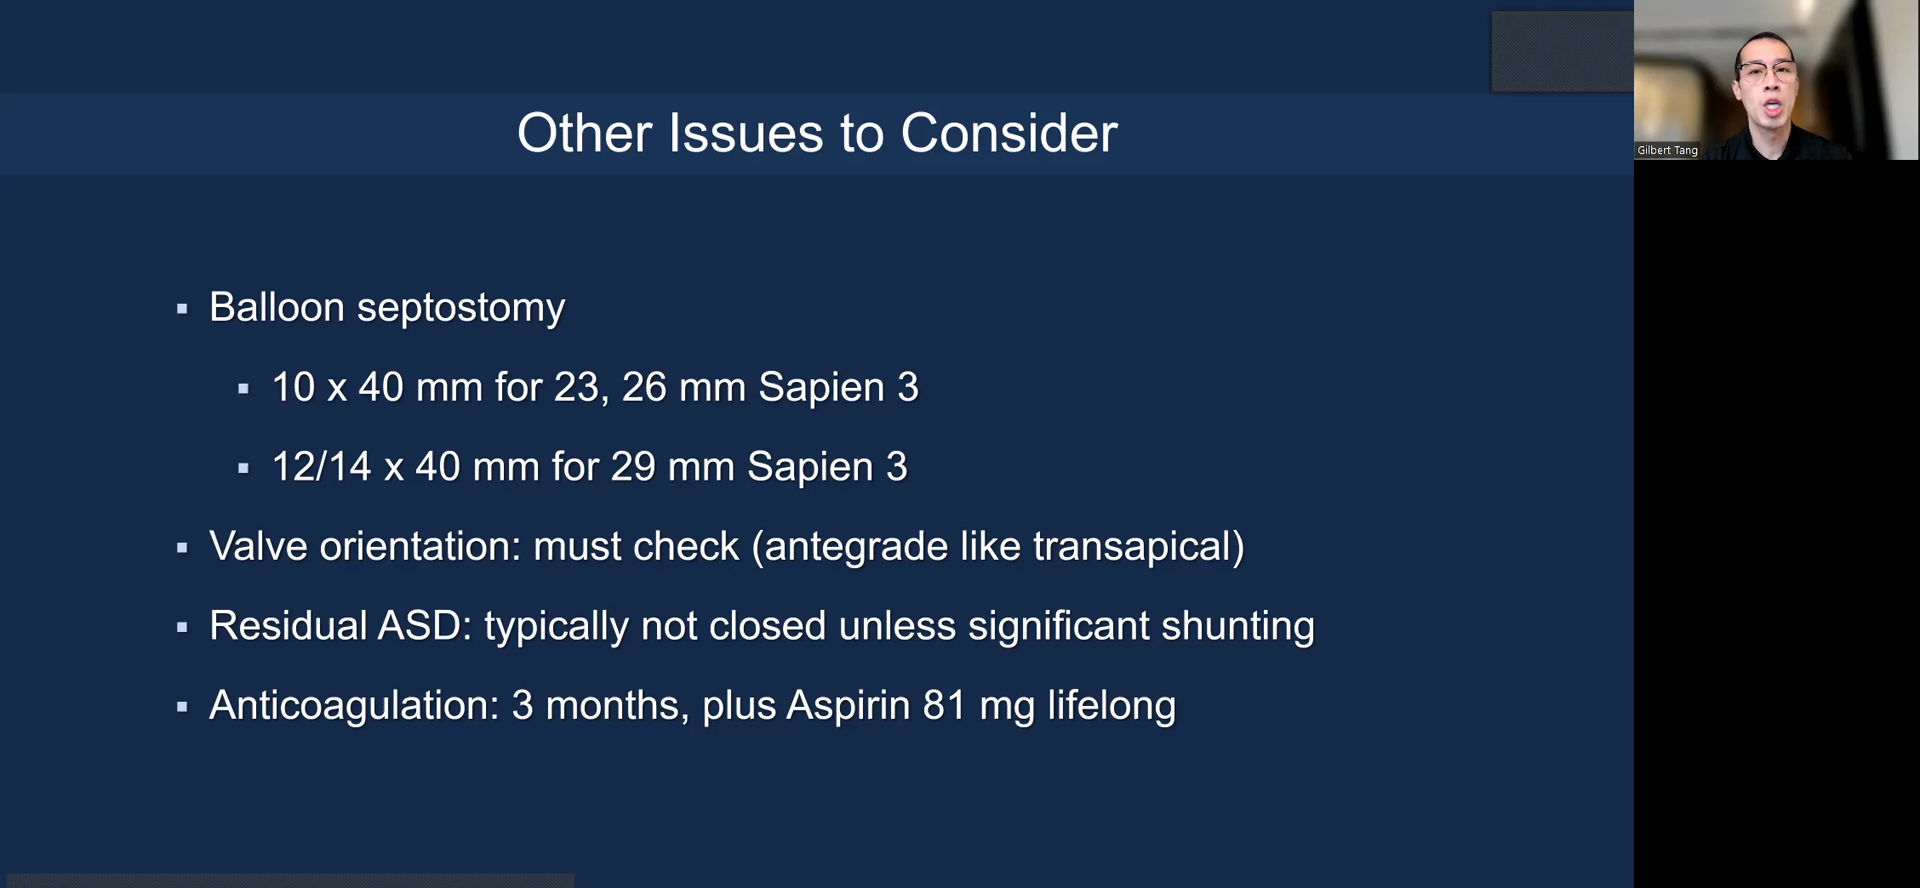 Other Issues to Consider
Gilbert Tang
▪ Balloon septostomy
▪ 10 x 40 mm for 23, 26 mm Sapien 3
▪ 12/14 x 40 mm for 29 mm Sapien 3
▪ Valve orientation: must check (antegrade like transapical)
▪ Residual ASD: typically not closed unless significant shunting
▪ Anticoagulation: 3 months, plus Aspirin 81 mg lifelong